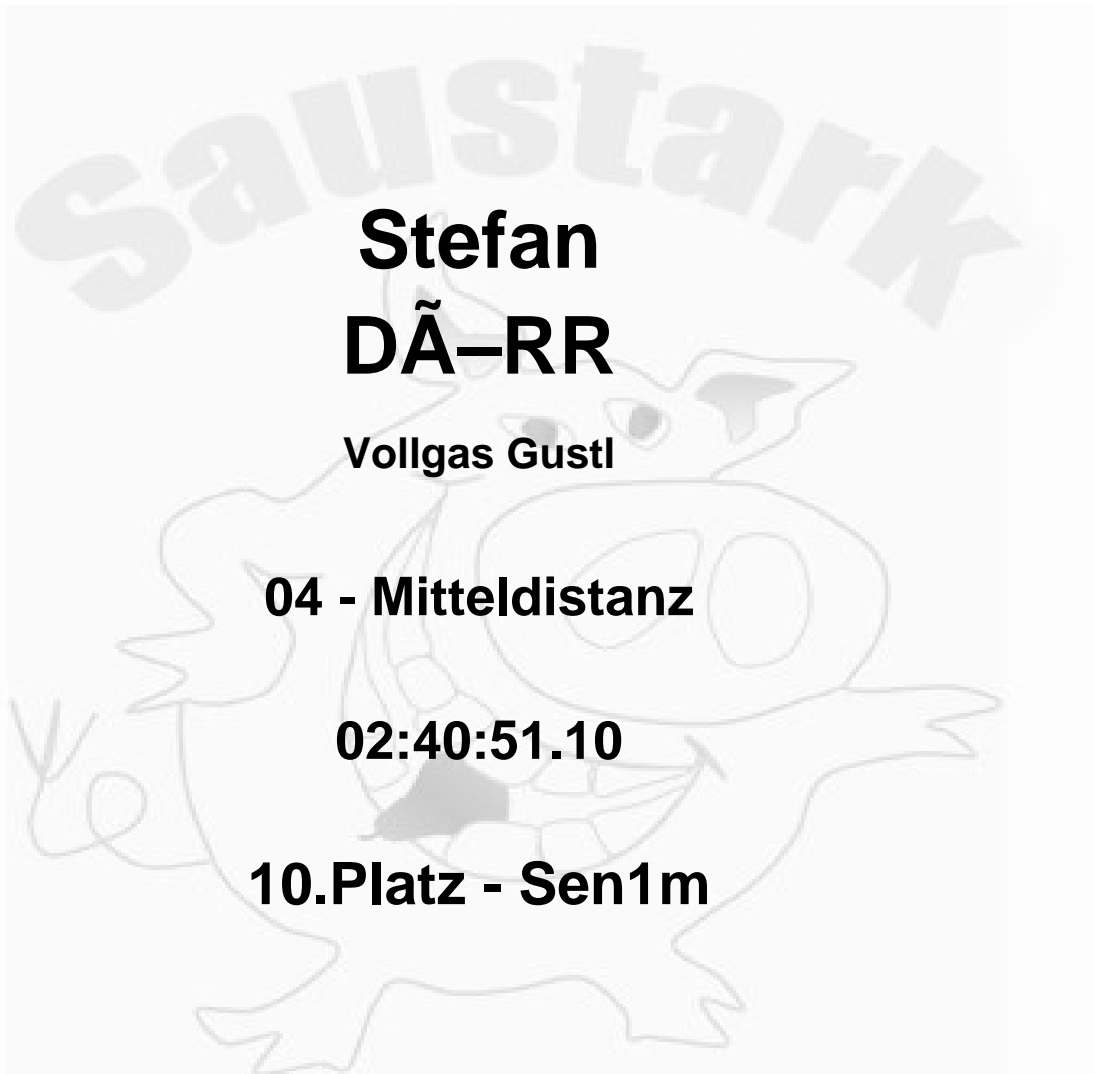 Saustark
Stefan
DÃ–RR
Vollgas Gustl
04 - Mitteldistanz
02:40:51.10
10.Platz - Sen1m